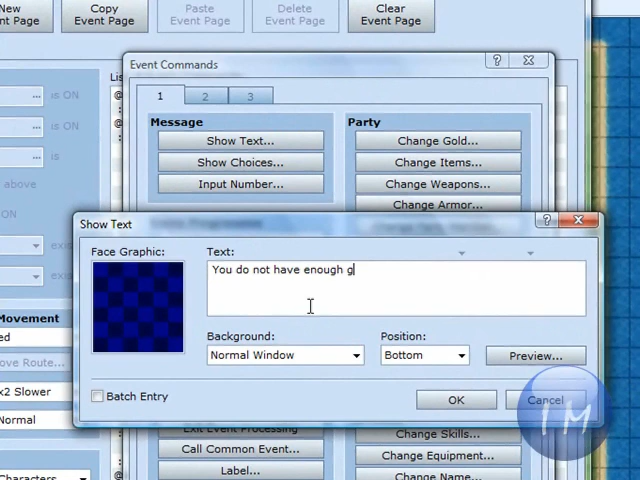 New
Event Page
Copy
Event Page
Paste
Event Page
Delete
Event Page
Clear
Event Page
Event Commands
1
2
3
... is ON
... is ON
... is
above
Message
Show Text...
Show Choices...
Input Number...
Party
Change Gold...
Change Items...
Change Weapons...
Change Armor...
Show Text
Face Graphic:
Text:
You do not have enough g
Background:
Normal Window
Position:
Bottom
Preview...
Batch Entry
OK
Cancel
Movement
Move Route...
x2 Slower
Normal
Characters
Exit Event Processing
Call Common Event...
Label...
Change Skills...
Change Equipment...
Change Name...
1M